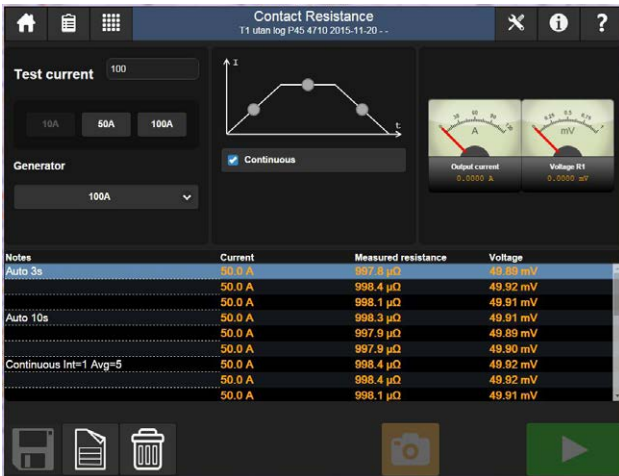 Contact Resistance
T1 utan log P45 4710 2015-11-20 - -
?
Test current 100
10A 50A 100A
Generator
100A
I
t
Continuous
A
mV
Output current
0.0000 A
Voltage R1
0.0000 mV
Notes Current Measured resistance Voltage
Auto 3s 50.0 A 997.8 µΩ 49.89 mV
50.0 A 998.4 µΩ 49.92 mV
50.0 A 998.1 µΩ 49.91 mV
Auto 10s 50.0 A 998.3 µΩ 49.91 mV
50.0 A 997.9 µΩ 49.89 mV
50.0 A 997.9 µΩ 49.90 mV
Continuous Int=1 Avg=5 50.0 A 998.4 µΩ 49.92 mV
50.0 A 998.4 µΩ 49.92 mV
50.0 A 998.1 µΩ 49.91 mV